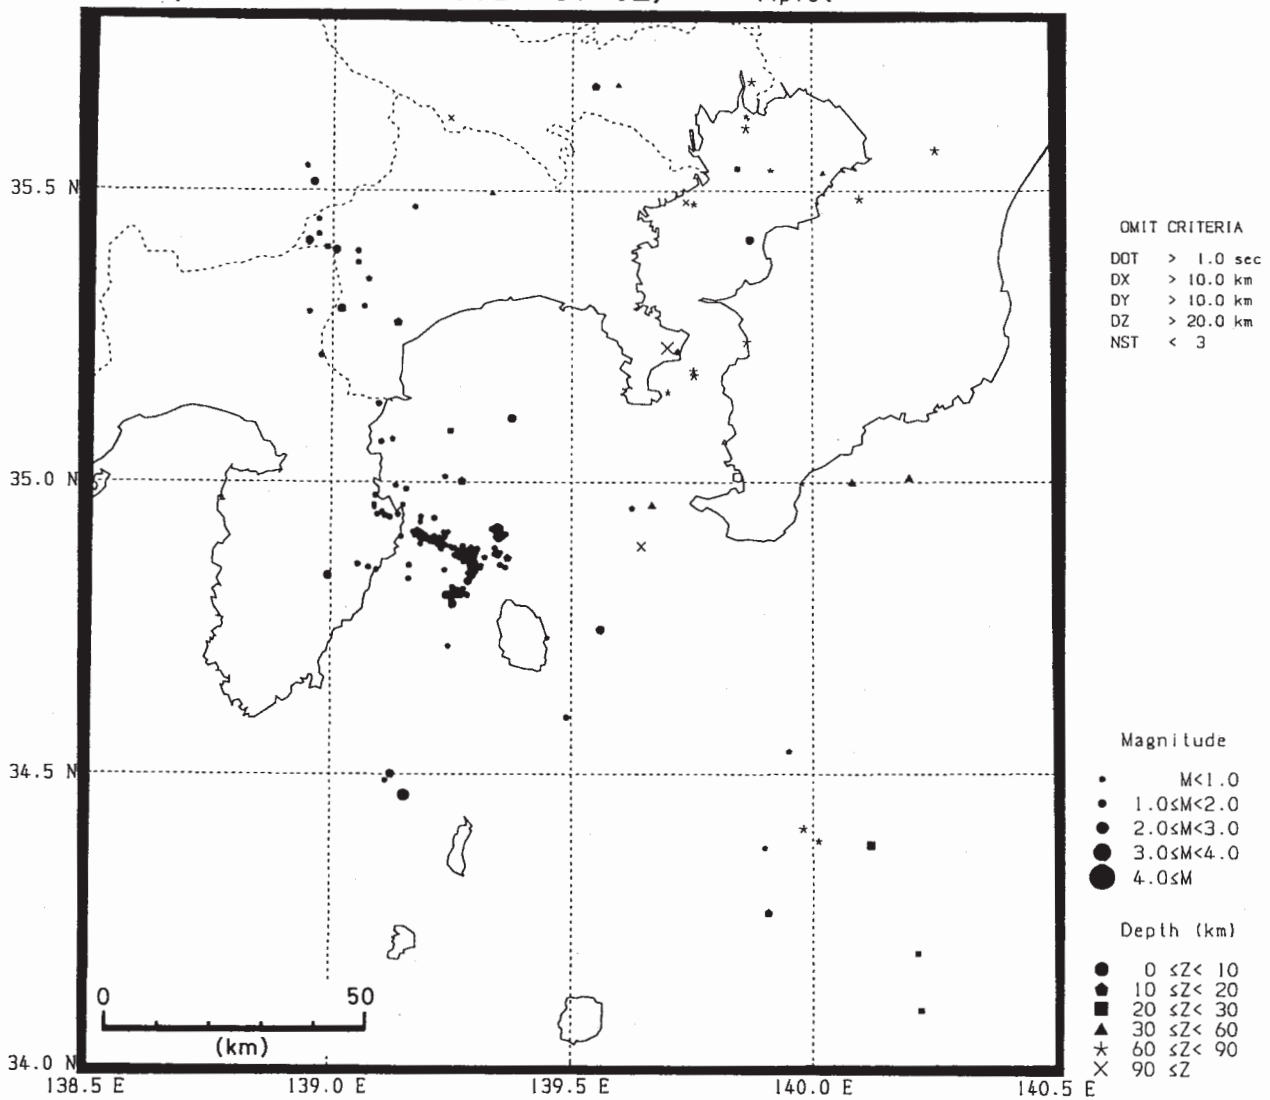 35.5 N
35.0 N
34.5 N
34.0 N
138.5 E
139.0 E
139.5 E
140.0 E
140.5 E
0 50
(km)
OMIT CRITERIA
DOT > 1.0 sec
DX > 10.0 km
DY > 10.0 km
DZ > 20.0 km
NST < 3
Magnitude
M<1.0
1.0≤M<2.0
2.0≤M<3.0
3.0≤M<4.0
4.0≤M
Depth (km)
0 ≤Z< 10
10 ≤Z< 20
20 ≤Z< 30
30 ≤Z< 60
60 ≤Z< 90
90 ≤Z